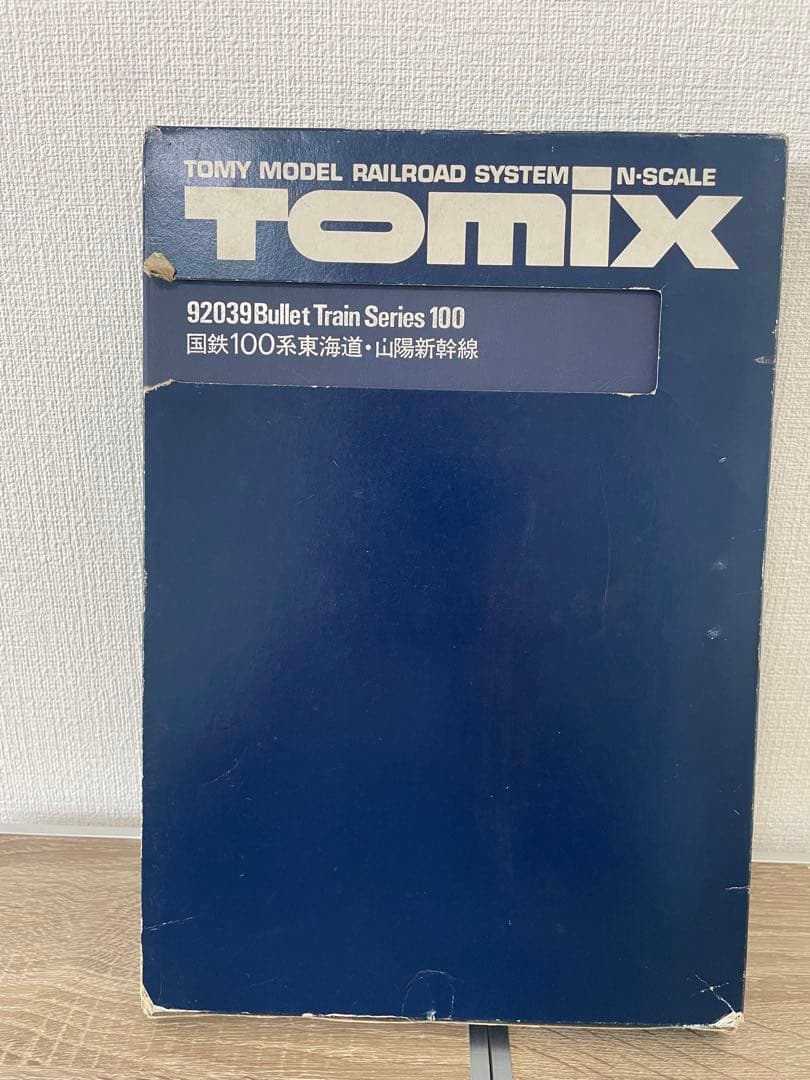 TOMY MODEL RAILROAD SYSTEM N·SCALE
TOMIX
92039 Bullet Train Series 100
国鉄100系東海道・山陽新幹線